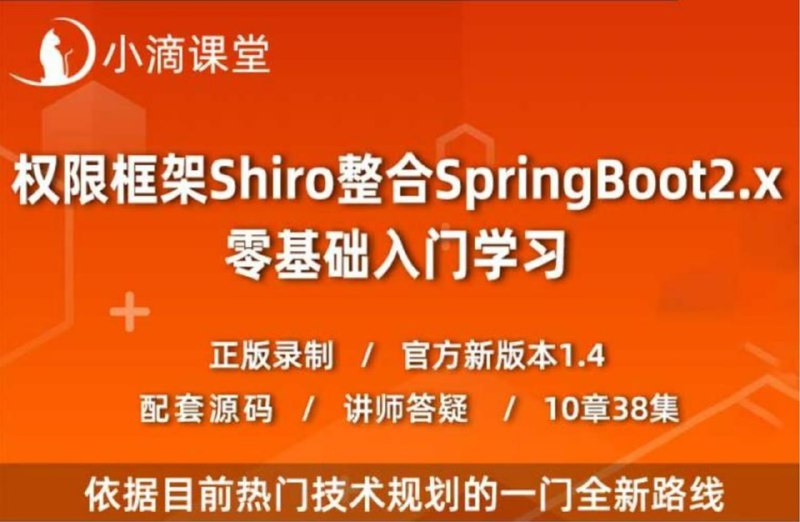 小滴课堂
权限框架Shiro整合SpringBoot2.x
零基础入门学习
正版录制 / 官方新版本1.4
配套源码 / 讲师答疑 / 10章38集
依据目前热门技术规划的一门全新路线